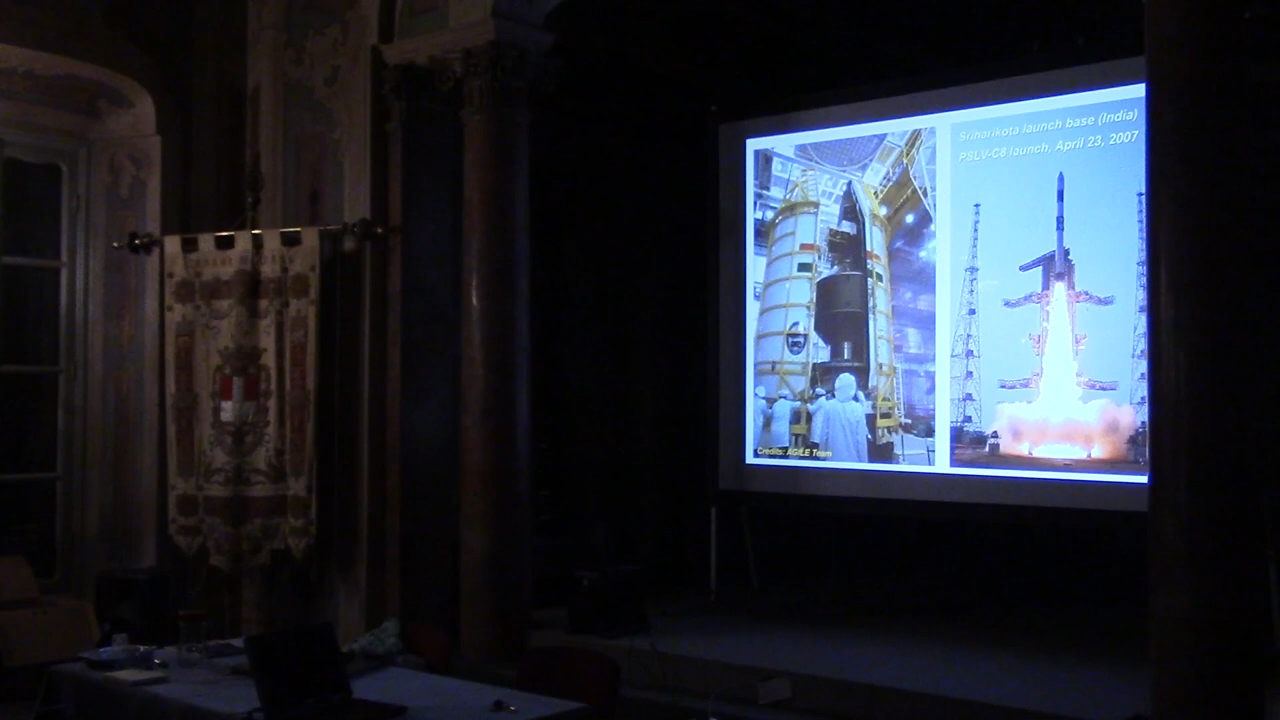 Sriharikota launch base (India)
PSLV-C8 launch, April 23, 2007
Credits: AGILE Team